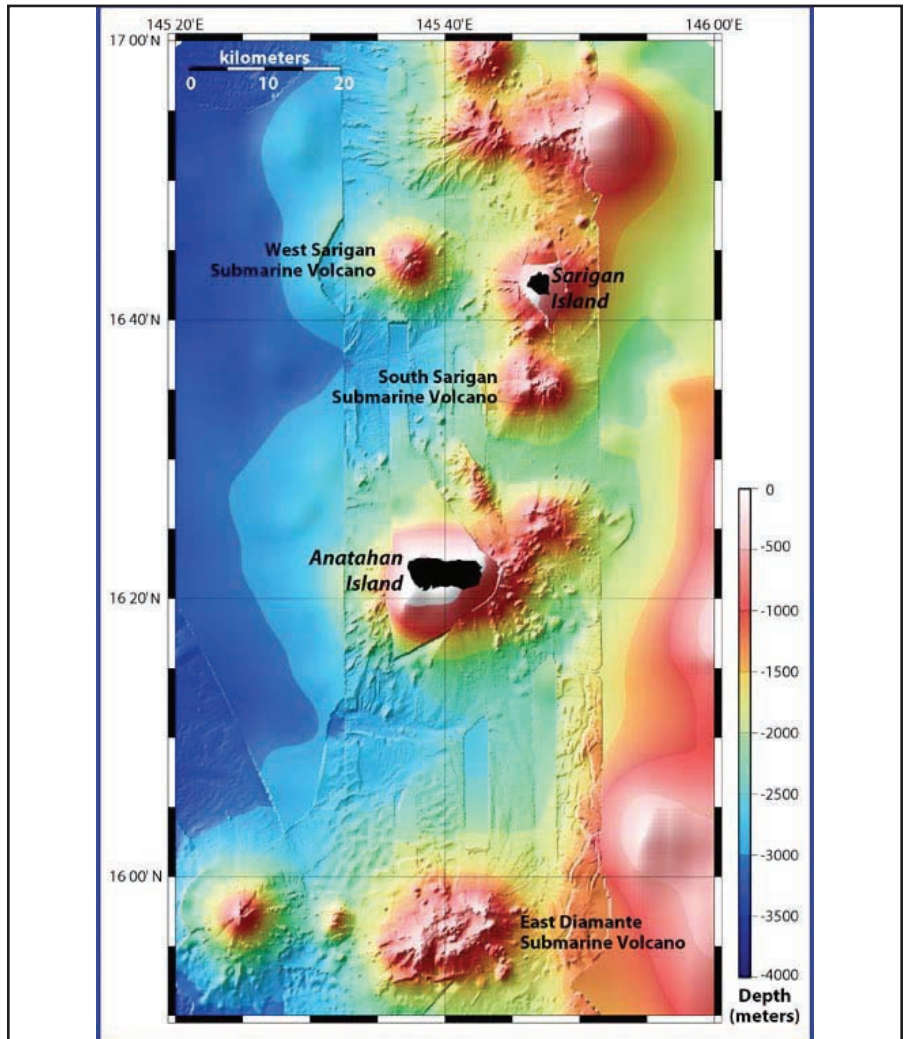 145 20'E 145 40'E 146 00'E
17 00'N
kilometers
0 10 20
West Sarigan
Submarine Volcano
Sarigan
Island
16 40'N
South Sarigan
Submarine Volcano
Anatahan
Island
16 20'N
16 00'N
East Diamante
Submarine Volcano
0
-500
-1000
-1500
-2000
-2500
-3000
-3500
-4000
Depth
(meters)